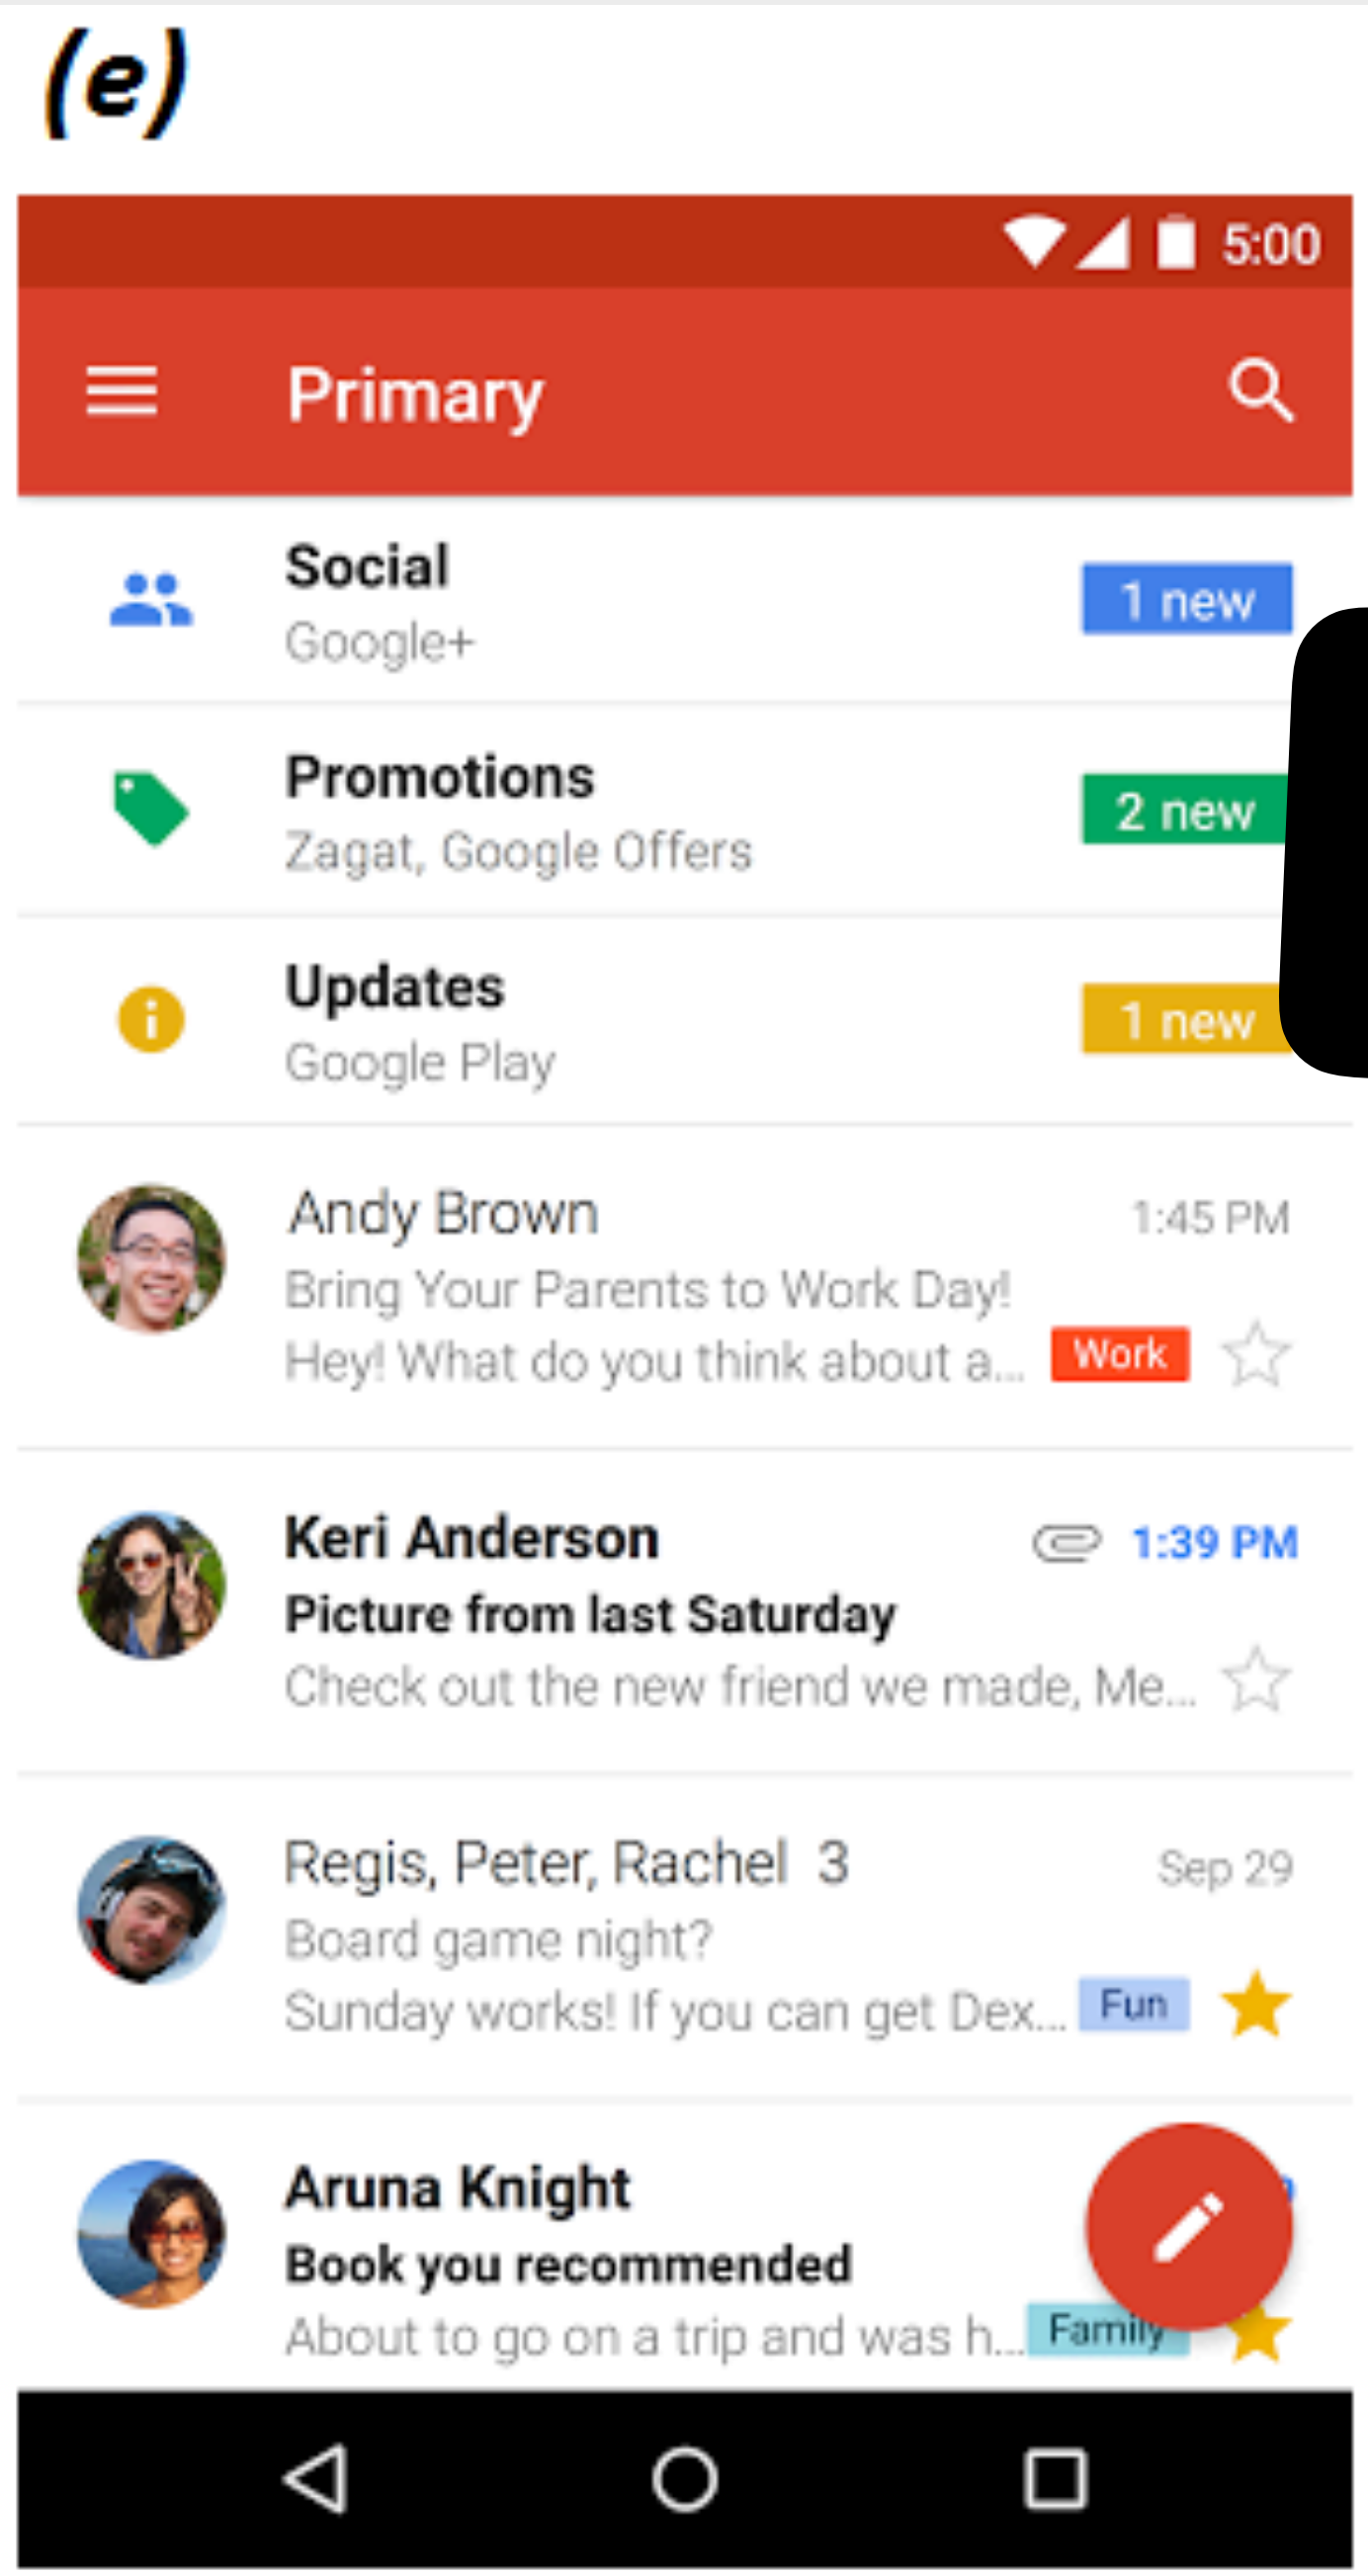 (e)
5:00
Primary
Social
1 new
Google+
Promotions
2 new
Zagat, Google Offers
Updates
1 new
Google Play
Andy Brown 1:45 PM
Bring Your Parents to Work Day!
Hey! What do you think about a... Work
Keri Anderson 1:39 PM
Picture from last Saturday
Check out the new friend we made, Me...
Regis, Peter, Rachel 3 Sep 29
Board game night?
Sunday works! If you can get Dex... Fun
Aruna Knight
Book you recommended
About to go on a trip and was h... Family